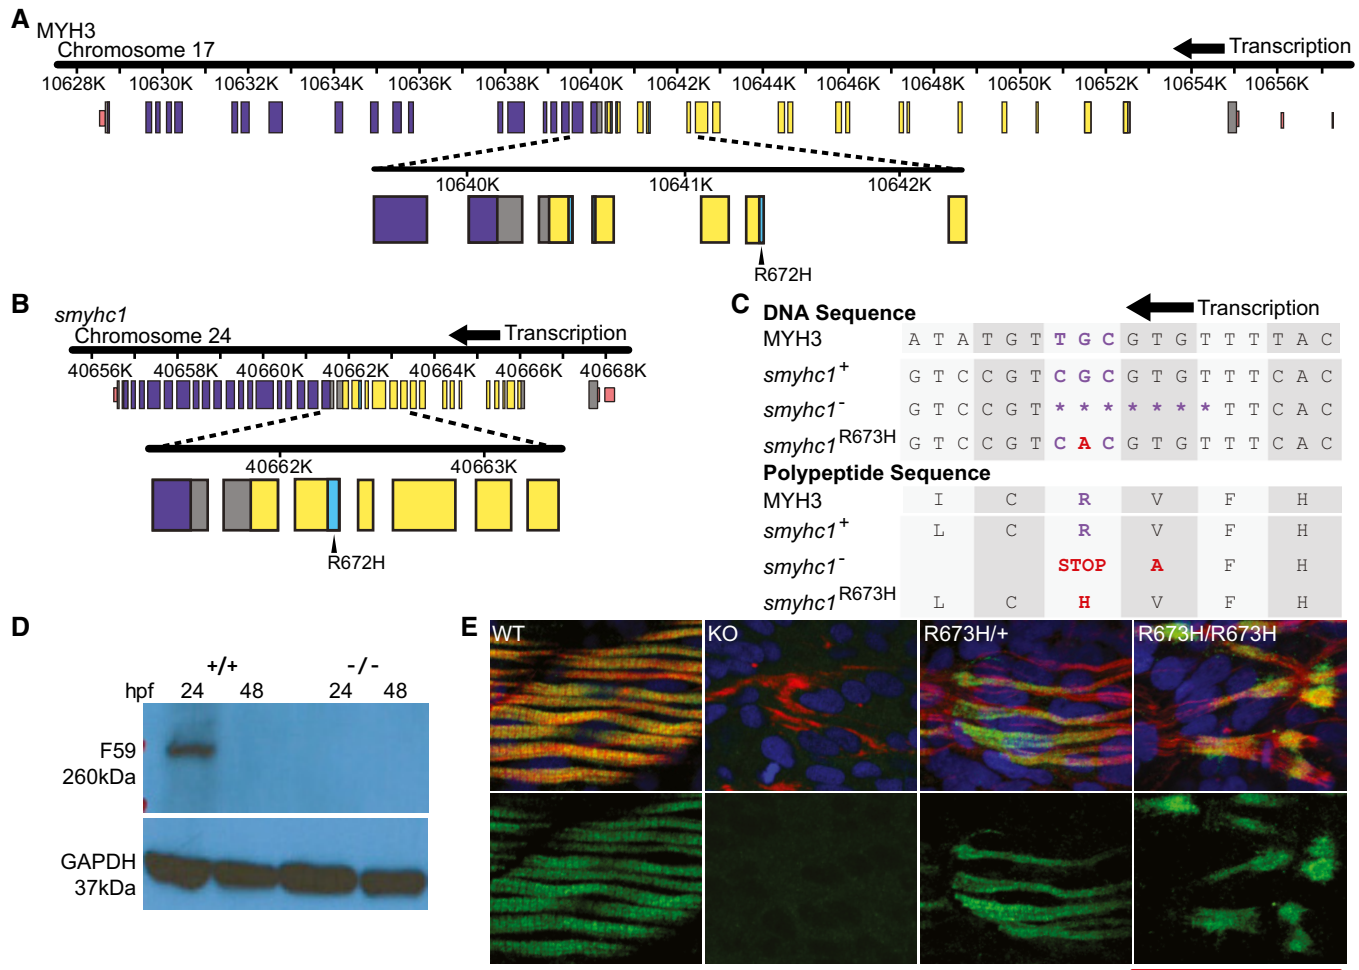 A
MYH3
Chromosome 17
Transcription
10628K 10630K 10632K 10634K 10636K 10638K 10640K 10642K 10644K 10646K 10648K 10650K 10652K 10654K 10656K
10640K 10641K 10642K
R672H
B
smyhc1
Chromosome 24
Transcription
40656K 40658K 40660K 40662K 40664K 40666K 40668K
40662K 40663K
R672H
C
Transcription
DNA Sequence
MYH3 A T A T G T T G C G T G T T T T A C
smyhc1+ G T C C G T C G C G T G T T T C A C
smyhc1- G T C C G T * * * * * * * T T C A C
smyhc1R673H G T C C G T C A C G T G T T T C A C
Polypeptide Sequence
MYH3 I C R V F H
smyhc1+ L C R V F H
smyhc1- STOP A F H
smyhc1R673H L C H V F H
D
+/+ -/-
hpf 24 48 24 48
F59
260kDa
GAPDH
37kDa
E
WT KO R673H/+ R673H/R673H